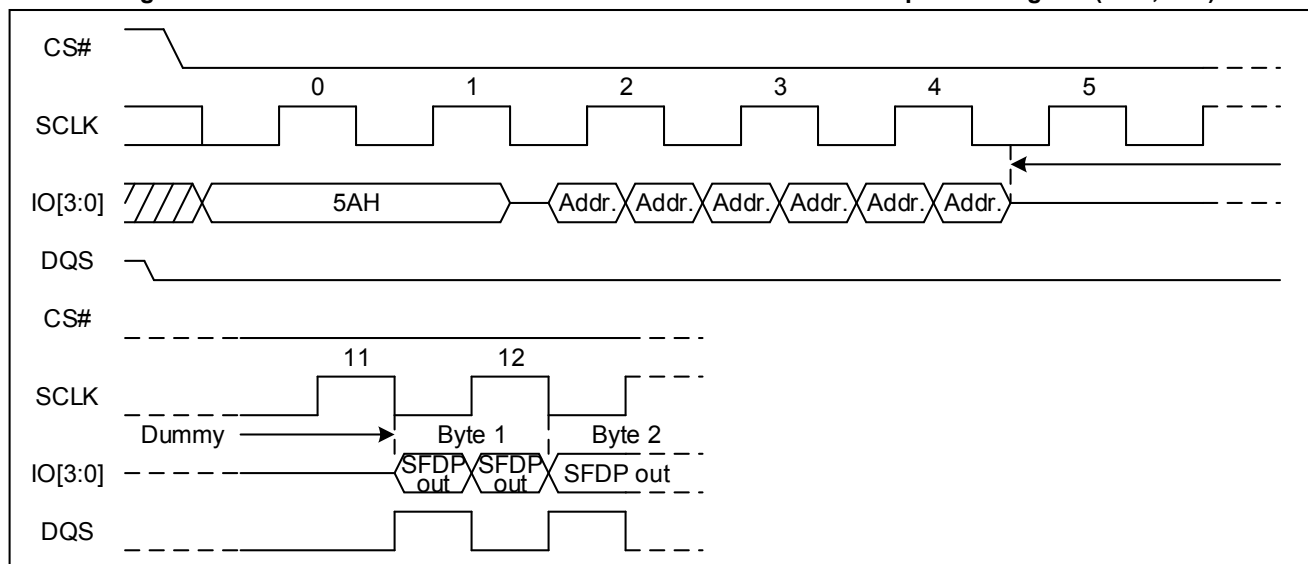 CS#
0 1 2 3 4 5
SCLK
IO[3:0] 5AH Addr. Addr. Addr. Addr. Addr. Addr.
DQS
CS#
11 12
SCLK
Dummy Byte 1 Byte 2
IO[3:0] SFDP out SFDP out SFDP out
DQS